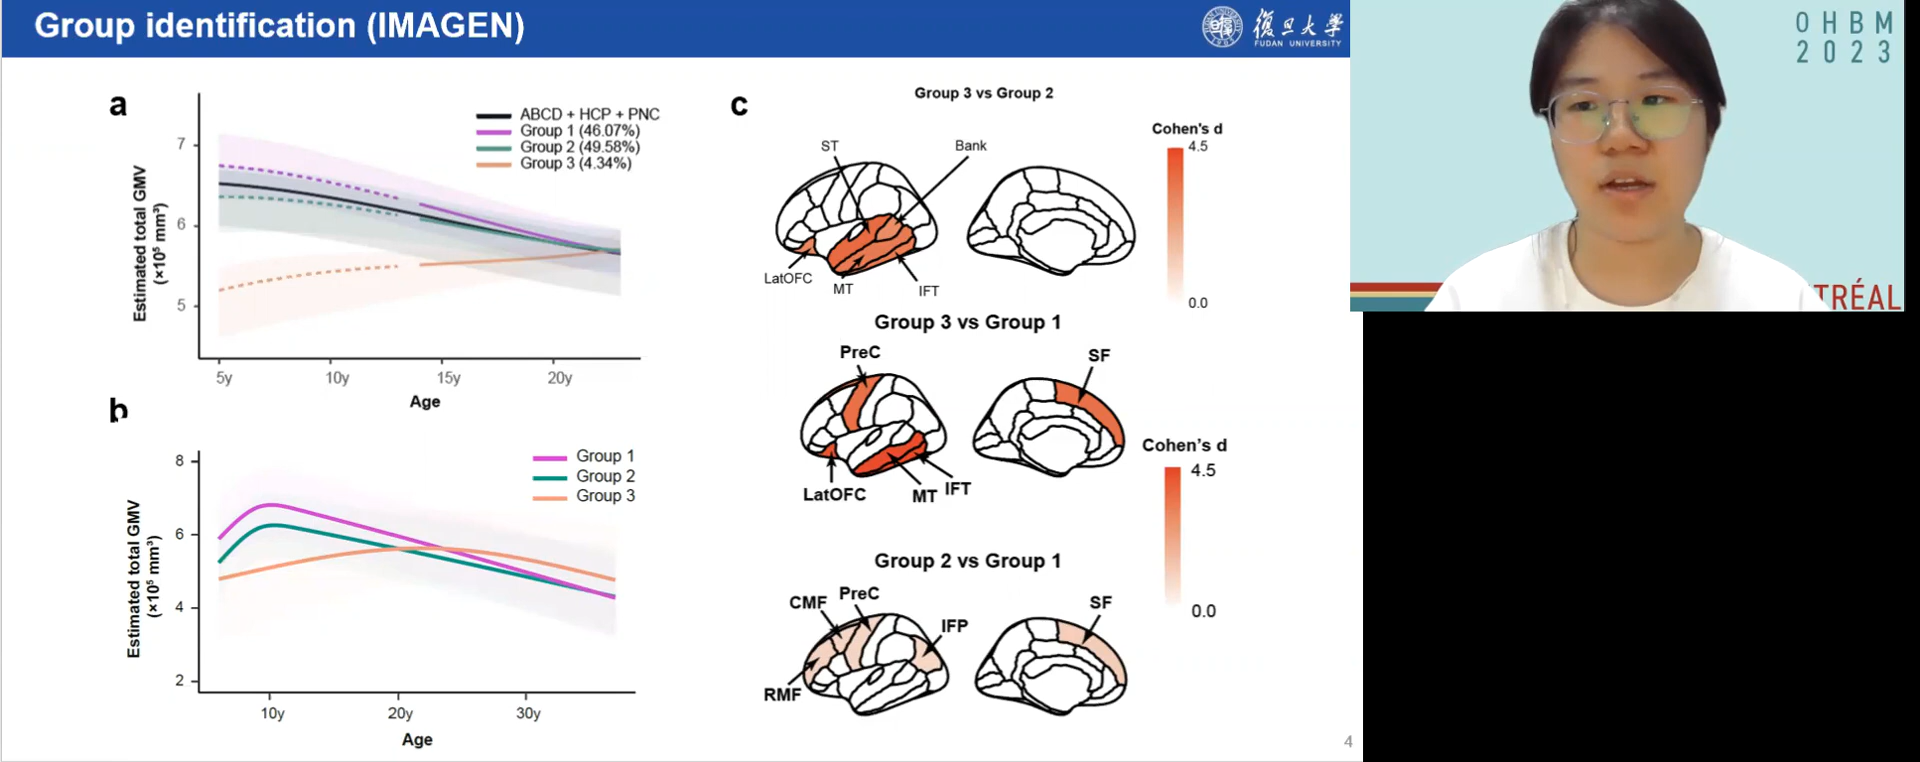 Group identification (IMAGEN)
復旦大學
FUDAN UNIVERSITY
OHBM
2023
TRÉAL
a
ABCD + HCP + PNC
Group 1 (46.07%)
Group 2 (49.58%)
Group 3 (4.34%)
Estimated total GMV
(×10⁵ mm³)
7
6
5
5y
10y
15y
20y
Age
b
Group 1
Group 2
Group 3
Estimated total GMV
(×10⁵ mm³)
8
6
4
2
10y
20y
30y
Age
c
Group 3 vs Group 2
ST
Bank
LatOFC
MT
IFT
Cohen's d
4.5
0.0
Group 3 vs Group 1
PreC
SF
LatOFC
MT
IFT
Cohen's d
4.5
0.0
Group 2 vs Group 1
CMF
PreC
IFP
RMF
SF
4